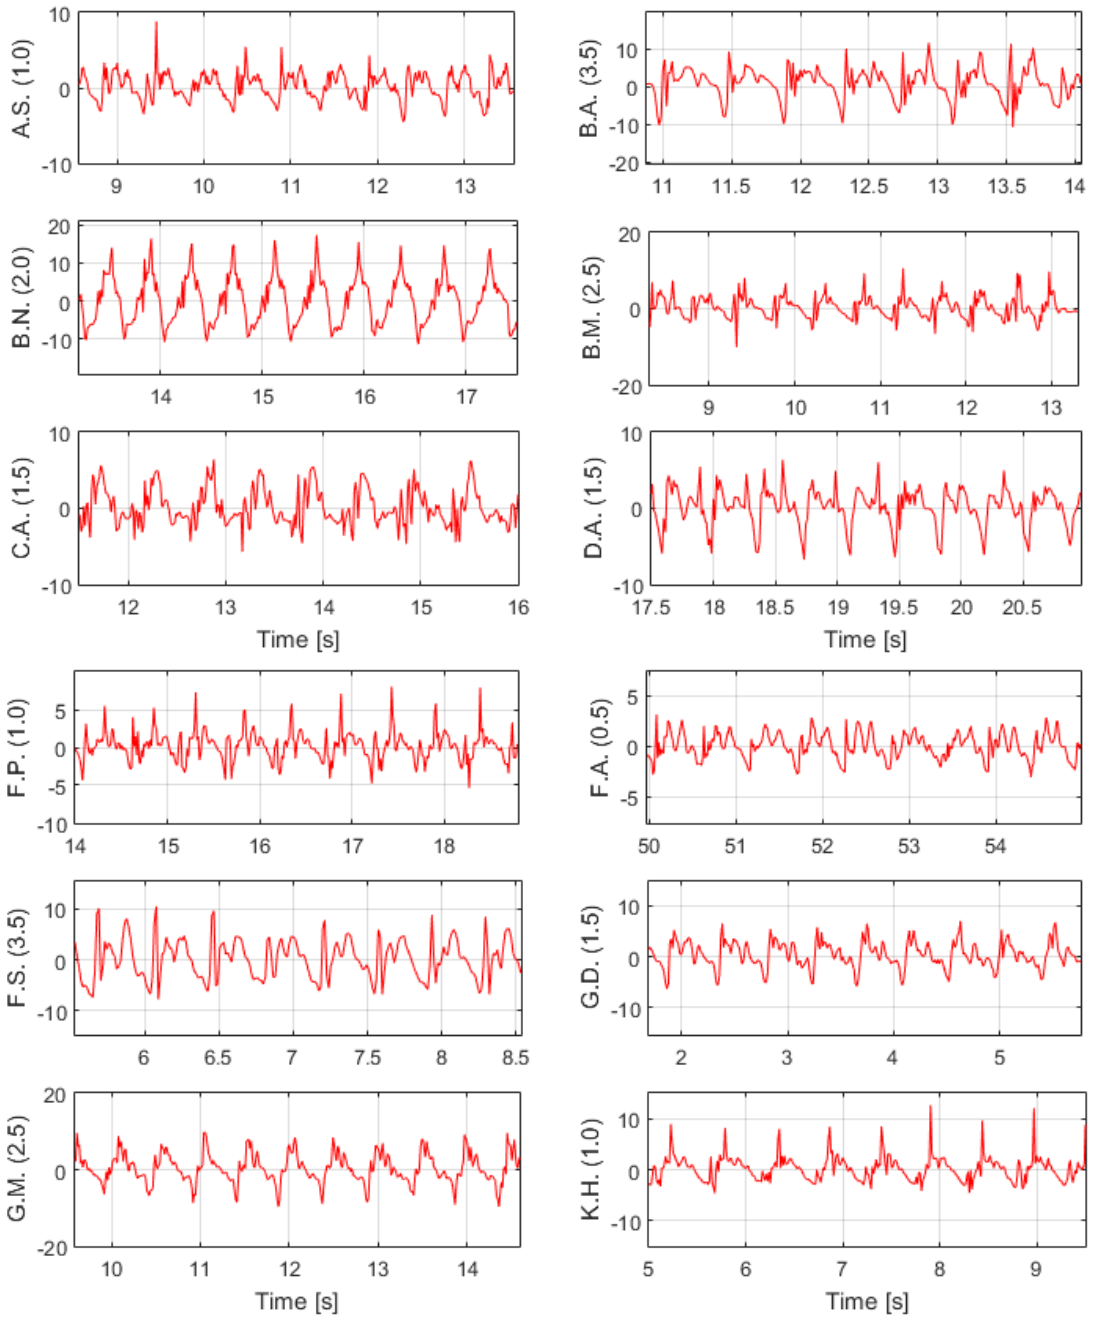 A.S. (1.0)
10
0
-10
9 10 11 12 13
B.A. (3.5)
10
0
-10
-20
11 11.5 12 12.5 13 13.5 14
B.N. (2.0)
20
10
0
-10
14 15 16 17
B.M. (2.5)
20
0
-20
9 10 11 12 13
C.A. (1.5)
10
0
-10
12 13 14 15 16
Time [s]
D.A. (1.5)
10
0
-10
17.5 18 18.5 19 19.5 20 20.5
Time [s]
F.P. (1.0)
5
0
-5
-10
14 15 16 17 18
F.A. (0.5)
5
0
-5
50 51 52 53 54
F.S. (3.5)
10
0
-10
6 6.5 7 7.5 8 8.5
G.D. (1.5)
10
0
-10
2 3 4 5
G.M. (2.5)
20
0
-20
10 11 12 13 14
Time [s]
K.H. (1.0)
10
0
-10
5 6 7 8 9
Time [s]